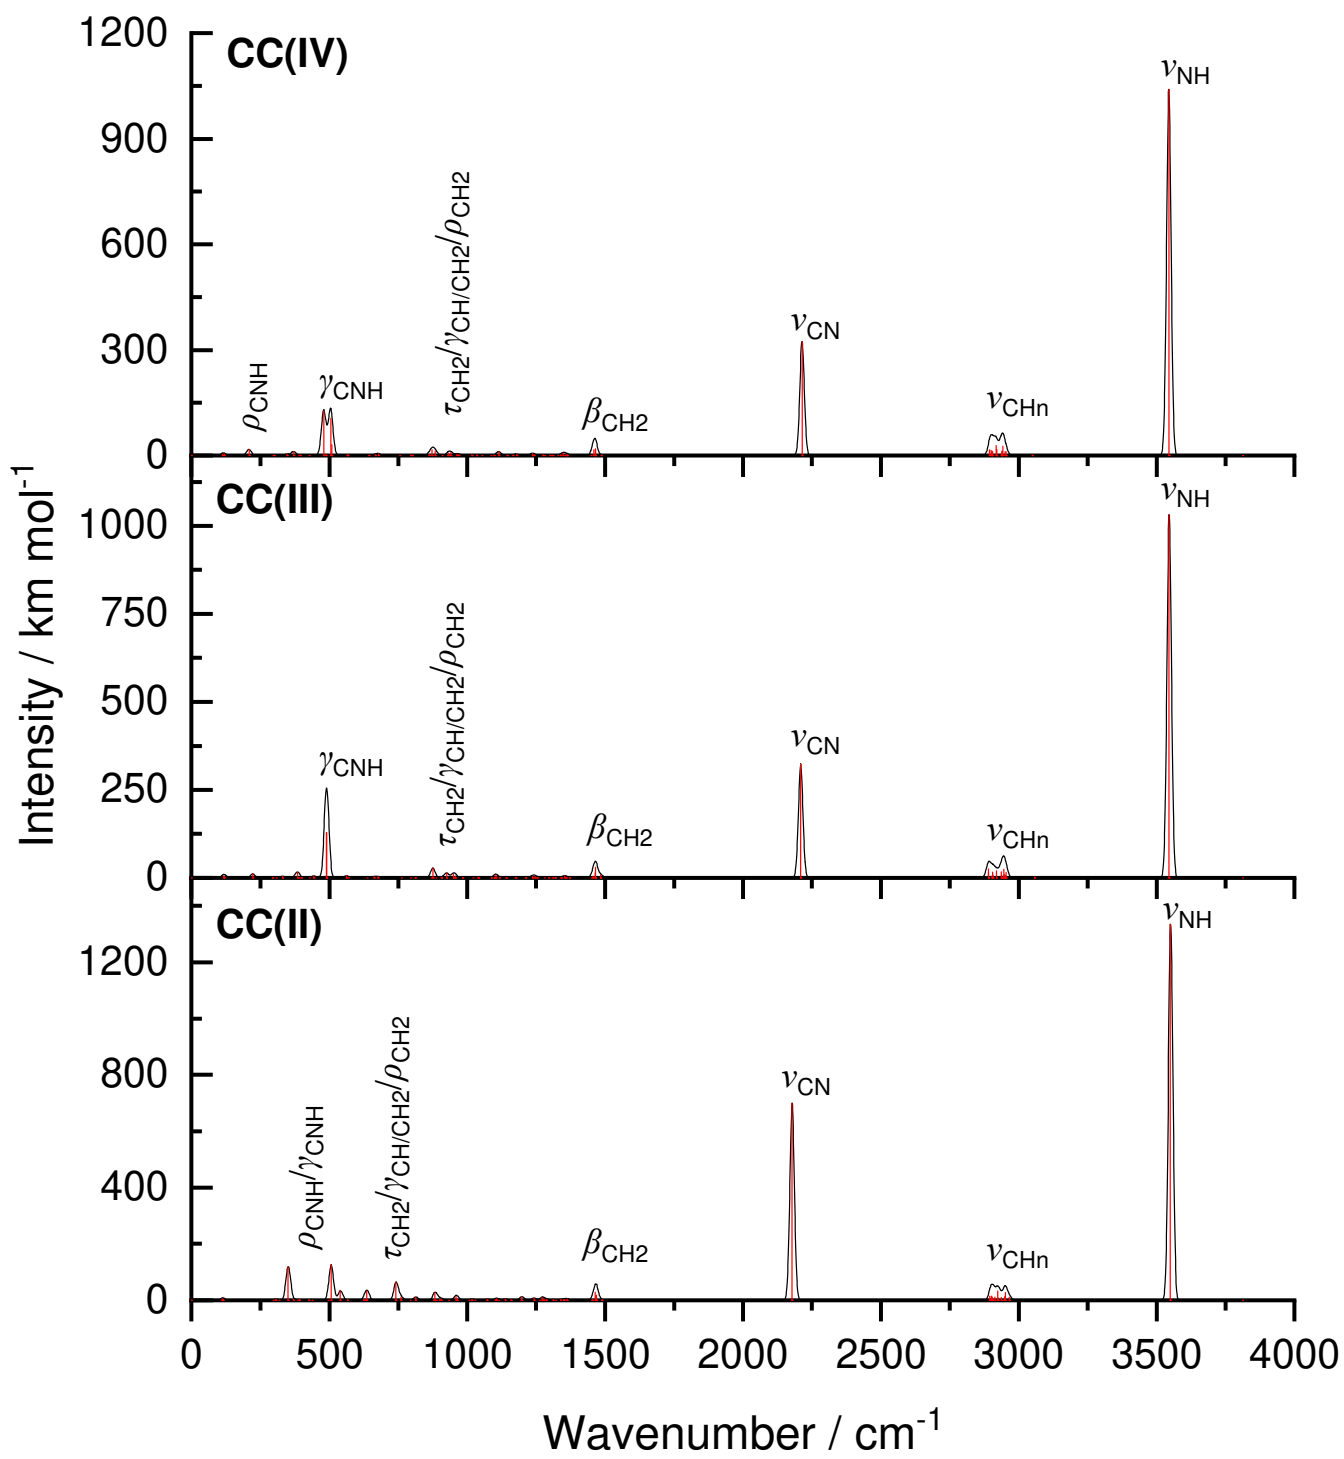 Intensity / km mol⁻¹
CC(IV)
1200
900
600
300
0
ρCNH
γCNH
τCH2/γCH/CH2/ρCH2
βCH2
νCN
νCHn
νNH
CC(III)
1000
750
500
250
0
γCNH
τCH2/γCH/CH2/ρCH2
βCH2
νCN
νCHn
νNH
CC(II)
1200
800
400
0
ρCNH/γCNH
τCH2/γCH/CH2/ρCH2
βCH2
νCN
νCHn
νNH
0 500 1000 1500 2000 2500 3000 3500 4000
Wavenumber / cm⁻¹